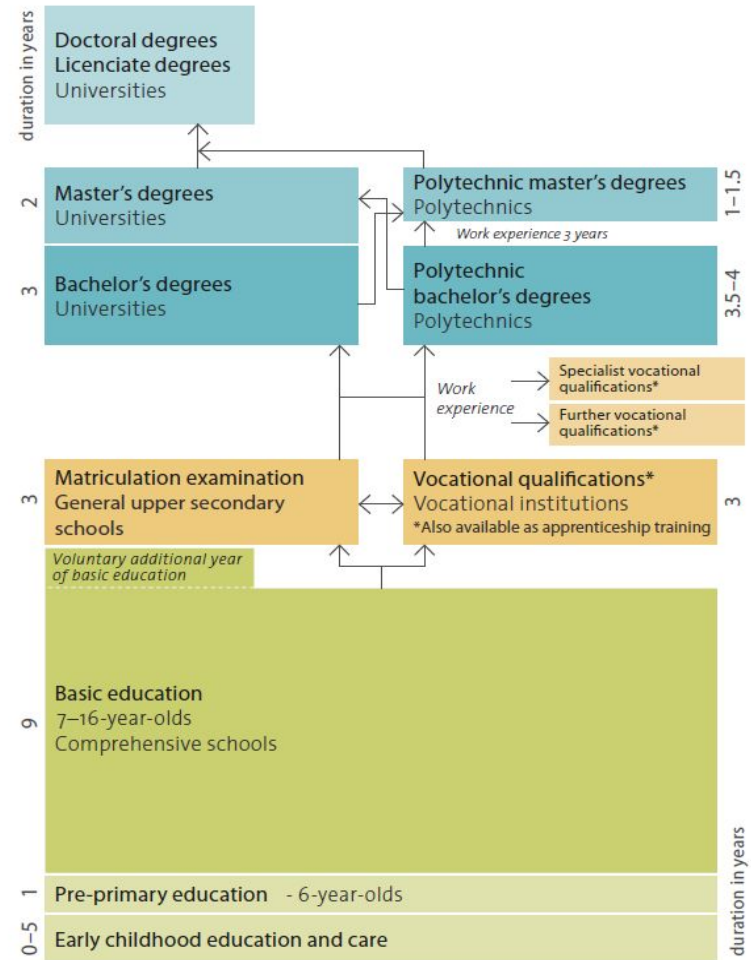 duration in years
Doctoral degrees
Licenciate degrees
Universities
2
Master's degrees
Universities
Polytechnic master's degrees
Polytechnics
1–1.5
Work experience 3 years
3
Bachelor's degrees
Universities
Polytechnic
bachelor's degrees
Polytechnics
3.5–4
Work
experience
Specialist vocational
qualifications*
Further vocational
qualifications*
3
Matriculation examination
General upper secondary
schools
Vocational qualifications*
Vocational institutions
*Also available as apprenticeship training
3
Voluntary additional year
of basic education
9
Basic education
7–16-year-olds
Comprehensive schools
1
Pre-primary education - 6-year-olds
0–5
Early childhood education and care
duration in years